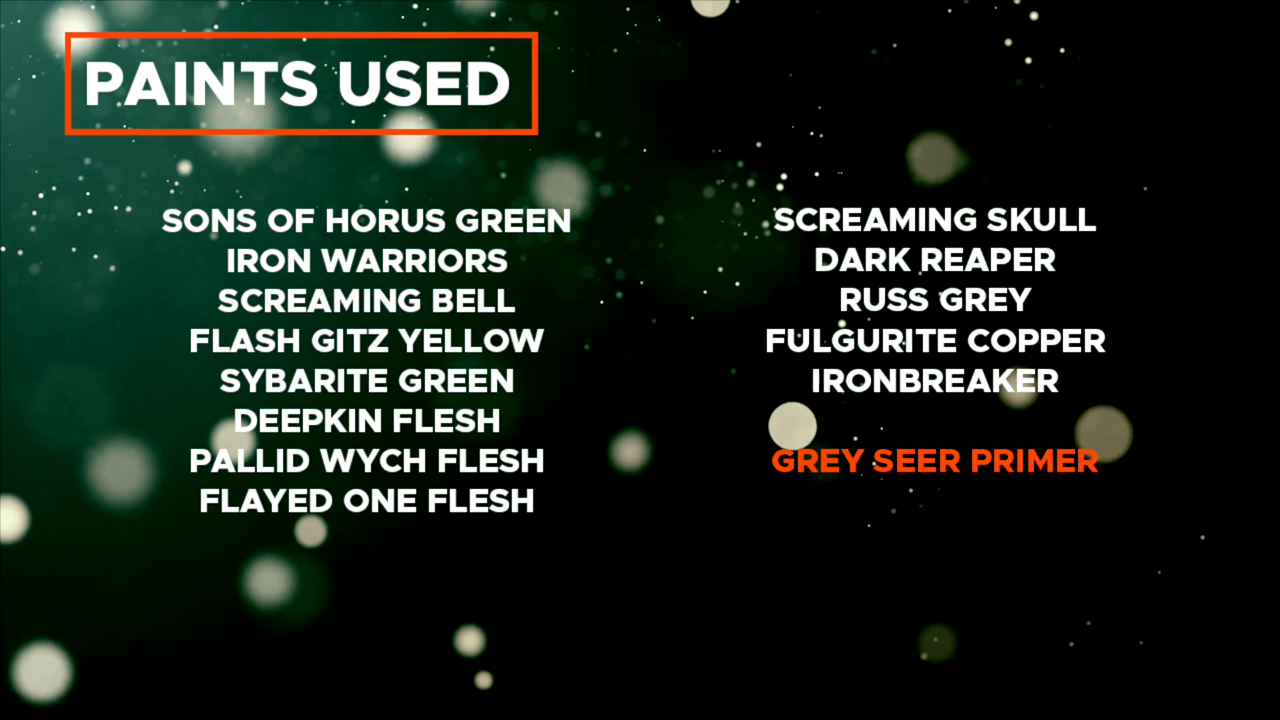 PAINTS USED
SONS OF HORUS GREEN
IRON WARRIORS
SCREAMING BELL
FLASH GITZ YELLOW
SYBARITE GREEN
DEEPKIN FLESH
PALLID WYCH FLESH
FLAYED ONE FLESH
SCREAMING SKULL
DARK REAPER
RUSS GREY
FULGURITE COPPER
IRONBREAKER
GREY SEER PRIMER